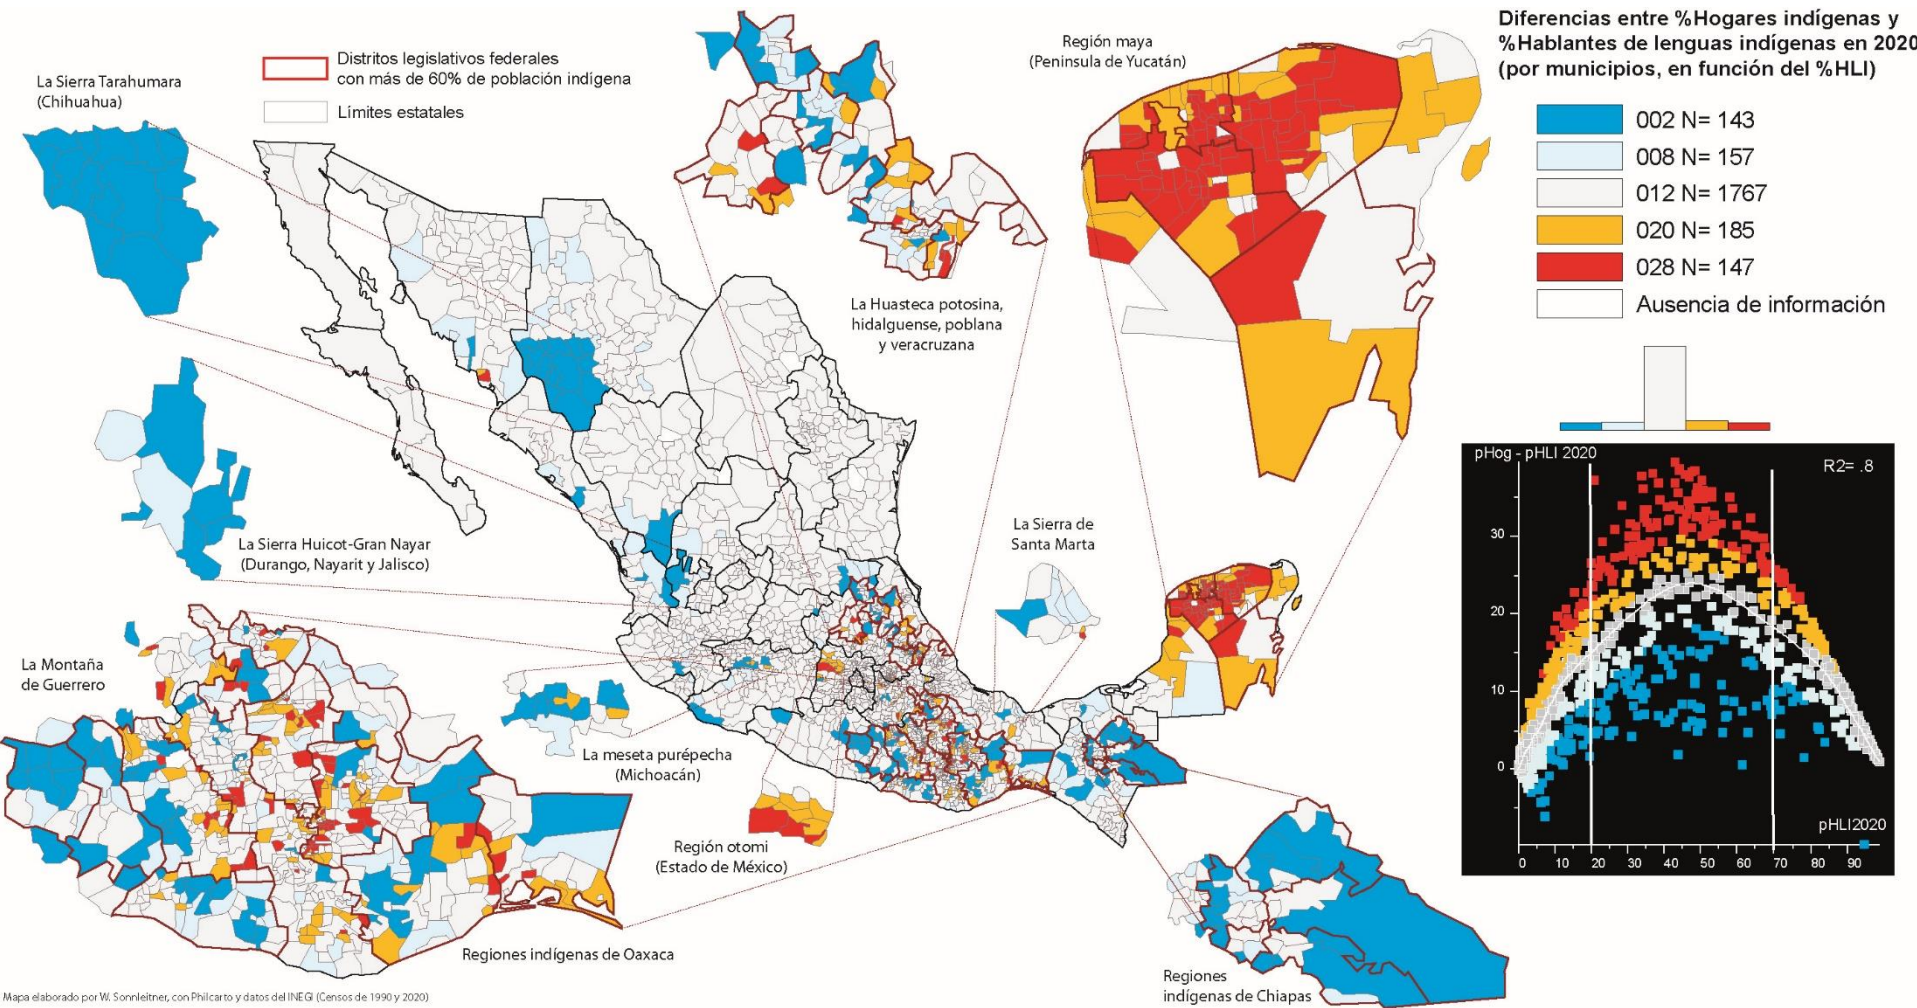 Diferencias entre %Hogares indígenas y
%Hablantes de lenguas indígenas en 2020
(por municipios, en función del %HLI)
002 N= 143
008 N= 157
012 N= 1767
020 N= 185
028 N= 147
Ausencia de información
Distritos legislativos federales
con más de 60% de población indígena
Límites estatales
La Sierra Tarahumara
(Chihuahua)
Región maya
(Peninsula de Yucatán)
La Huasteca potosina,
hidalguense, poblana
y veracruzana
La Sierra Huicot-Gran Nayar
(Durango, Nayarit y Jalisco)
La Sierra de
Santa Marta
La Montaña
de Guerrero
La meseta purépecha
(Michoacán)
Región otomi
(Estado de México)
Regiones indígenas de Oaxaca
Regiones
indígenas de Chiapas
pHog - pHLI 2020
R2= .8
30
20
10
0
pHLI2020
0 10 20 30 40 50 60 70 80 90
Mapa elaborado por W. Sonnleitner, con Philcarto y datos del INEGI (Censos de 1990 y 2020)